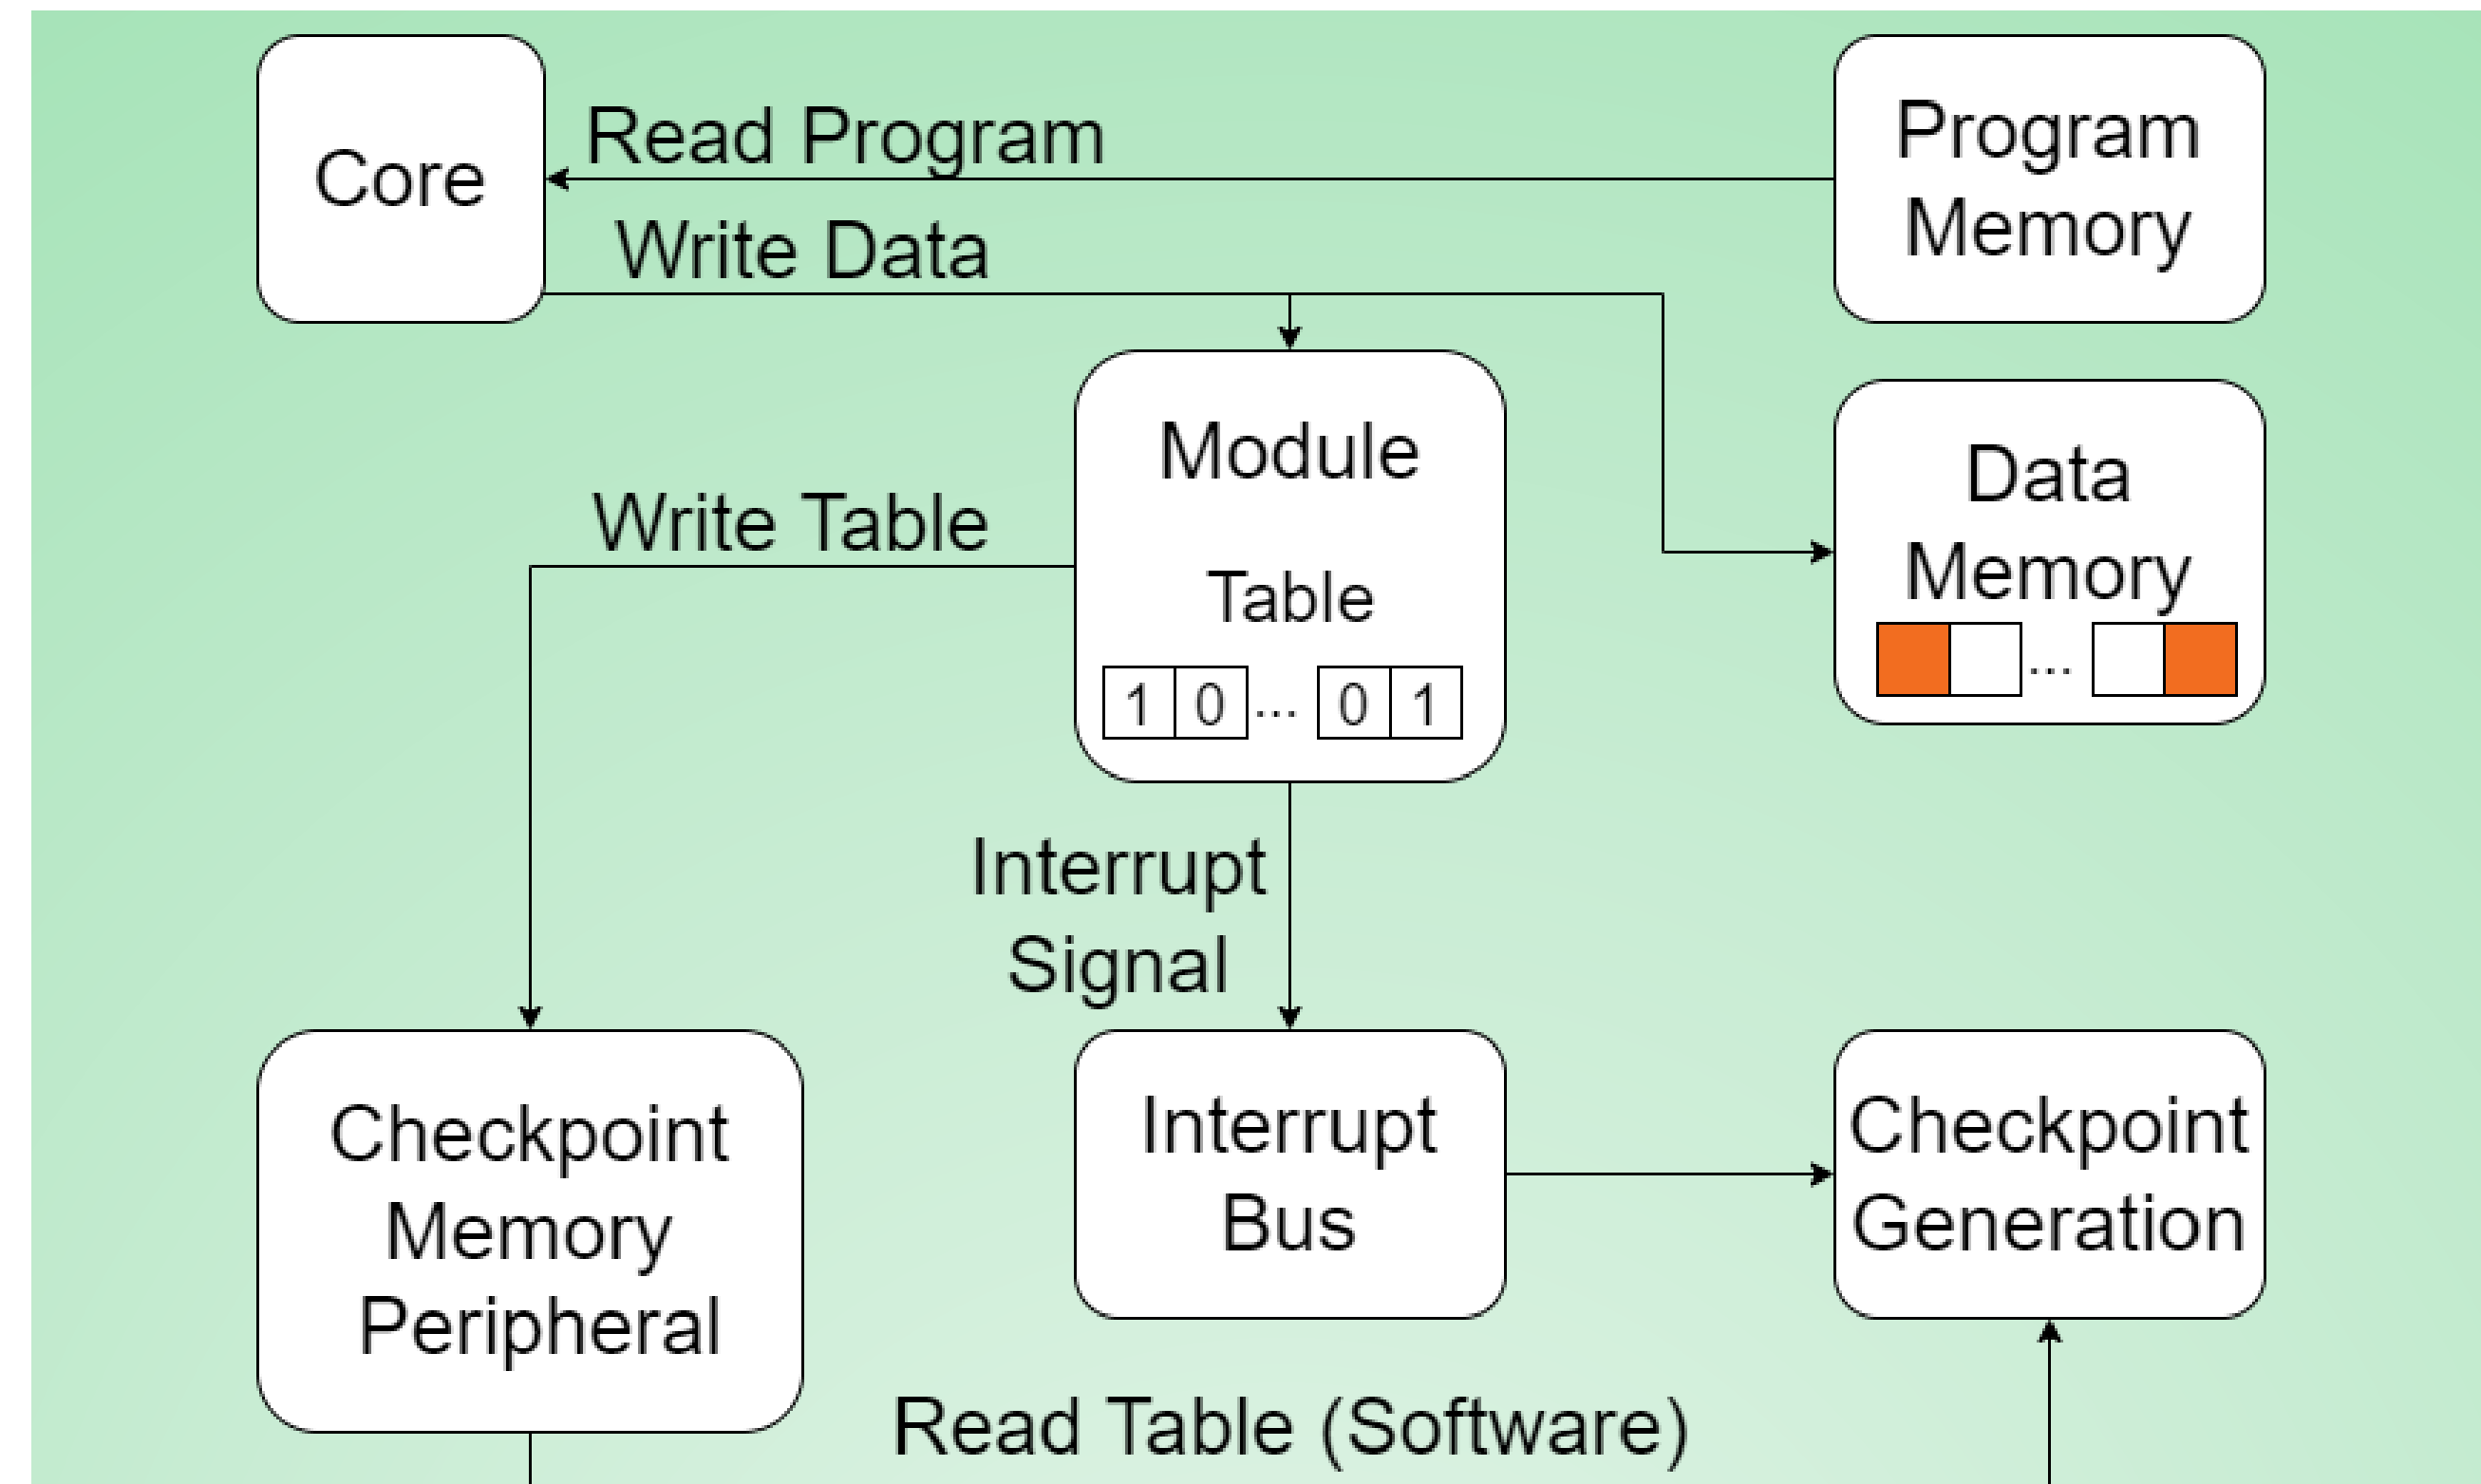 Core
Read Program
Program
Memory
Write Data
Module
Table
1 0 ... 0 1
Data
Memory
...
Write Table
Interrupt
Signal
Checkpoint
Memory
Peripheral
Interrupt
Bus
Checkpoint
Generation
Read Table (Software)